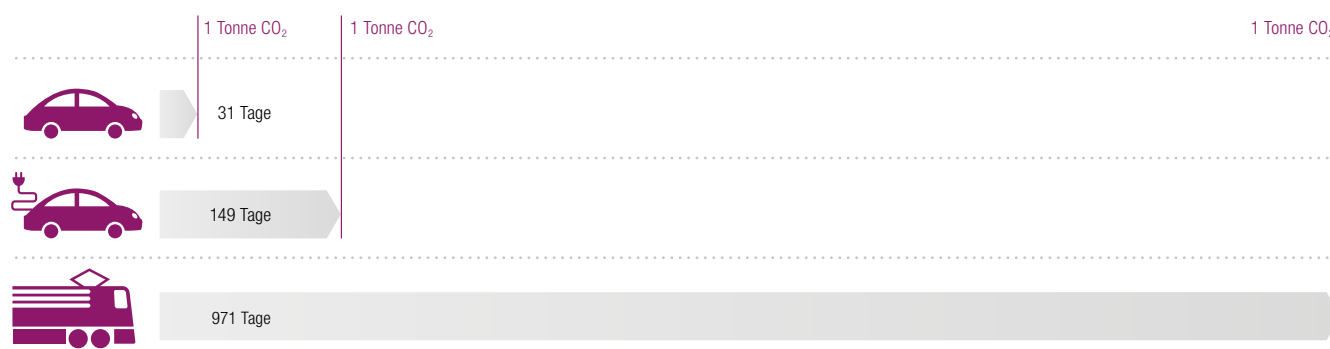 1 Tonne CO₂ 1 Tonne CO₂ 1 Tonne CO₂
31 Tage
149 Tage
971 Tage